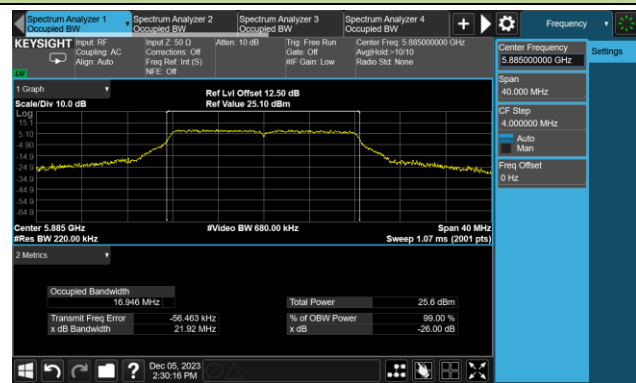 Spectrum Analyzer 1
Occupied BW
Spectrum Analyzer 2
Occupied BW
Spectrum Analyzer 3
Occupied BW
Spectrum Analyzer 4
Occupied BW
Frequency
KEYSIGHT
Input: RF
Coupling: AC
Align: Auto
Input Z: 50 Ω
Corrections: Off
Freq Ref: Int (S)
NFE: Off
Atten: 10 dB
Trig: Free Run
Gate: Off
#IF Gain: Low
Center Freq: 5.885000000 GHz
Avg|Hold:>10/10
Radio Std: None
LXI
Center Frequency
5.885000000 GHz
Settings
Span
40.000 MHz
CF Step
4.000000 MHz
Auto
Man
Freq Offset
0 Hz
1 Graph
Scale/Div 10.0 dB
Ref Lvl Offset 12.50 dB
Ref Value 25.10 dBm
Log
15.1
5.10
-4.90
-14.9
-24.9
-34.9
-44.9
-54.9
-64.9
Center 5.885 GHz
#Res BW 220.00 kHz
#Video BW 680.00 kHz
Span 40 MHz
Sweep 1.07 ms (2001 pts)
2 Metrics
Occupied Bandwidth
16.946 MHz
Total Power 25.6 dBm
Transmit Freq Error -56.463 kHz
% of OBW Power 99.00 %
x dB Bandwidth 21.92 MHz
x dB -26.00 dB
?
Dec 05, 2023
2:30:16 PM